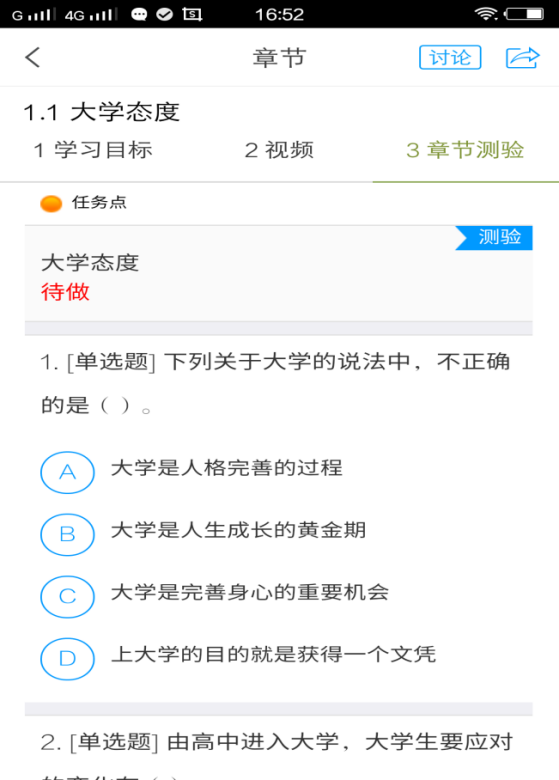 G 4G 16:52
章节 讨论
1.1 大学态度
1 学习目标 2 视频 3 章节测验
任务点
测验
大学态度
待做
1. [单选题] 下列关于大学的说法中，不正确
的是（ ）。
A 大学是人格完善的过程
B 大学是人生成长的黄金期
C 大学是完善身心的重要机会
D 上大学的目的就是获得一个文凭
2. [单选题] 由高中进入大学，大学生要应对